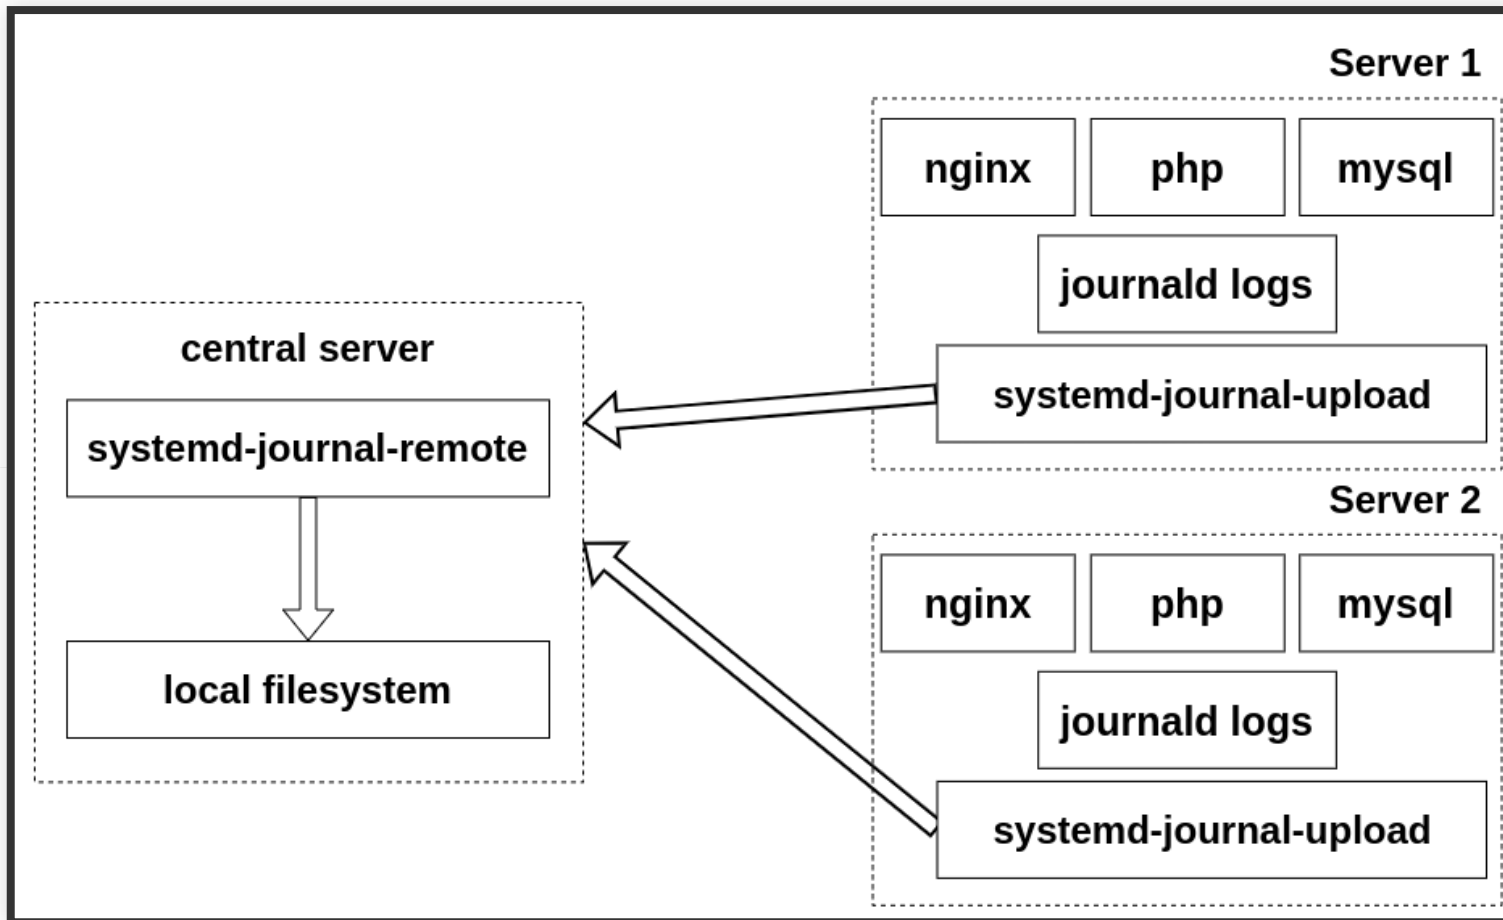 Server 1
nginx
php
mysql
journald logs
systemd-journal-upload
central server
systemd-journal-remote
local filesystem
Server 2
nginx
php
mysql
journald logs
systemd-journal-upload